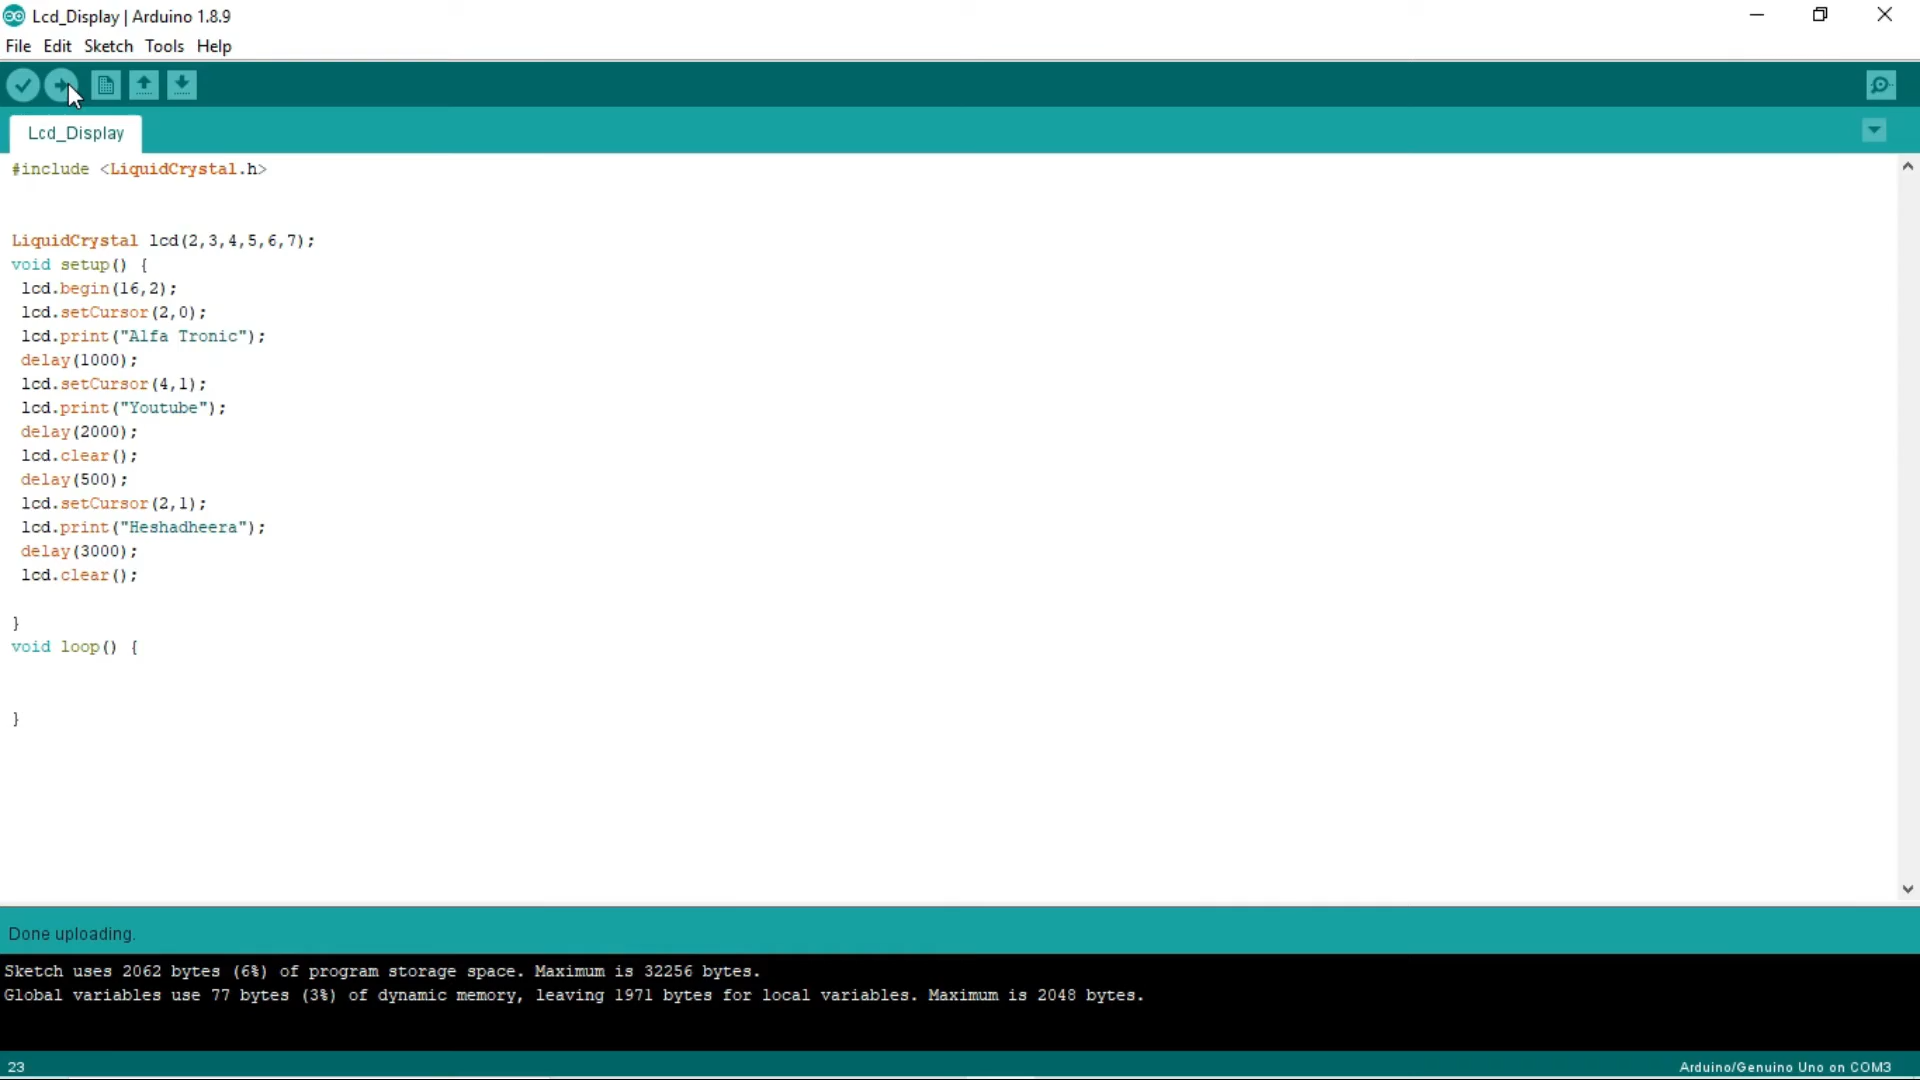 Lcd_Display | Arduino 1.8.9
File Edit Sketch Tools Help
Lcd_Display
#include <LiquidCrystal.h>
LiquidCrystal lcd(2,3,4,5,6,7);
void setup() {
lcd.begin(16,2);
lcd.setCursor(2,0);
lcd.print("Alfa Tronic");
delay(1000);
lcd.setCursor(4,1);
lcd.print("Youtube");
delay(2000);
lcd.clear();
delay(500);
lcd.setCursor(2,1);
lcd.print("Heshadheera");
delay(3000);
lcd.clear();
}
void loop() {
}
Done uploading.
Sketch uses 2062 bytes (6%) of program storage space. Maximum is 32256 bytes.
Global variables use 77 bytes (3%) of dynamic memory, leaving 1971 bytes for local variables. Maximum is 2048 bytes.
23 Arduino/Genuino Uno on COM3